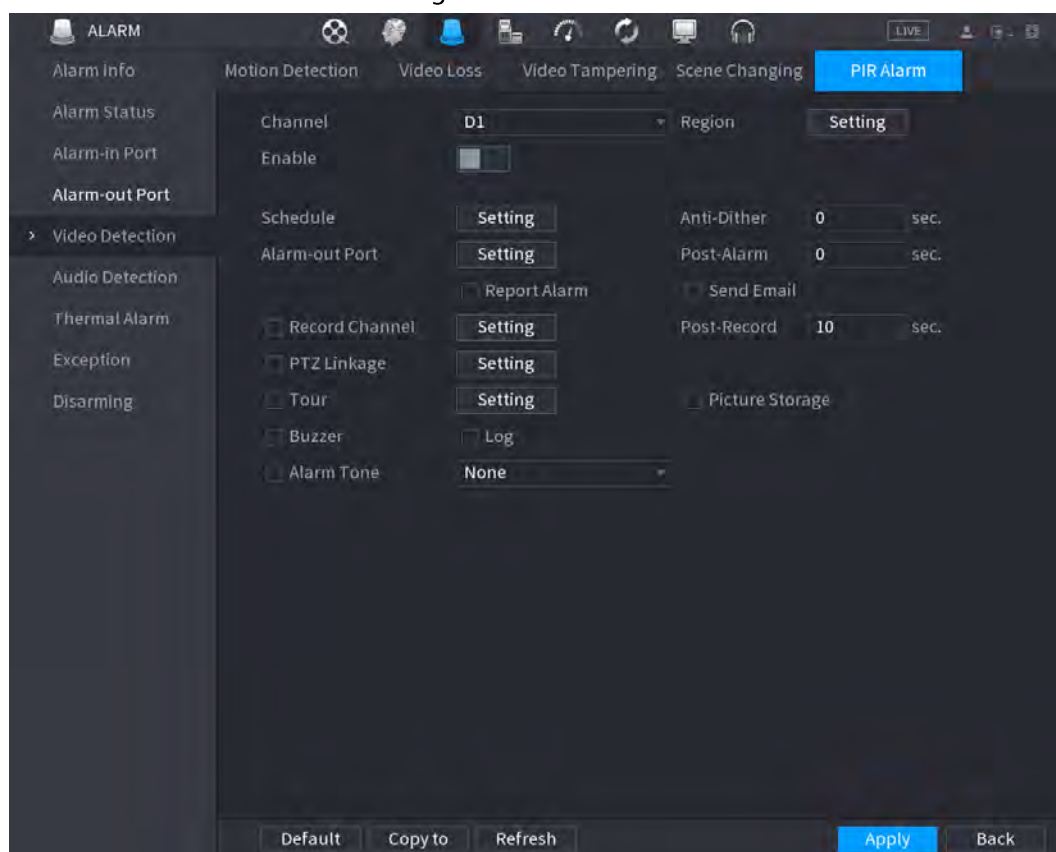 ALARM
LIVE
Alarm Info
Alarm Status
Alarm-in Port
Alarm-out Port
> Video Detection
Audio Detection
Thermal Alarm
Exception
Disarming
Motion Detection Video Loss Video Tampering Scene Changing PIR Alarm
Channel D1 Region Setting
Enable
Schedule Setting Anti-Dither 0 sec.
Alarm-out Port Setting Post-Alarm 0 sec.
Report Alarm Send Email
Record Channel Setting Post-Record 10 sec.
PTZ Linkage Setting
Tour Setting Picture Storage
Buzzer Log
Alarm Tone None
Default Copy to Refresh Apply Back